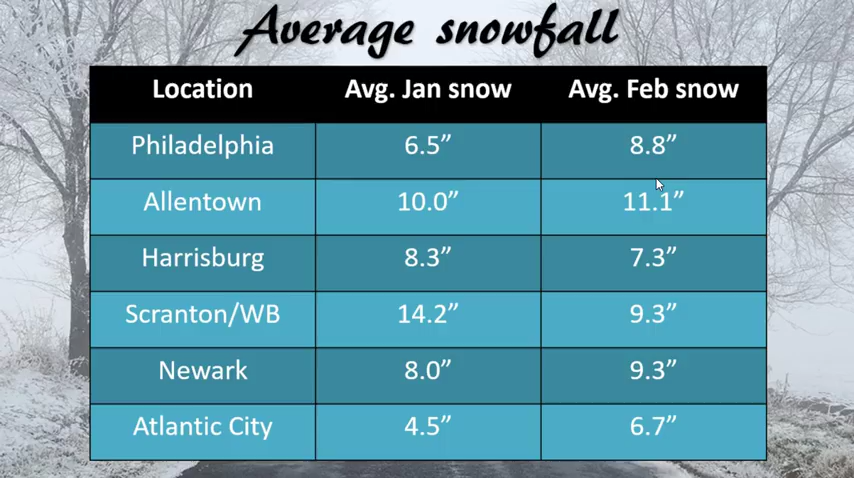 Average snowfall
Location Avg. Jan snow Avg. Feb snow
Philadelphia 6.5” 8.8”
Allentown 10.0” 11.1”
Harrisburg 8.3” 7.3”
Scranton/WB 14.2” 9.3”
Newark 8.0” 9.3”
Atlantic City 4.5” 6.7”